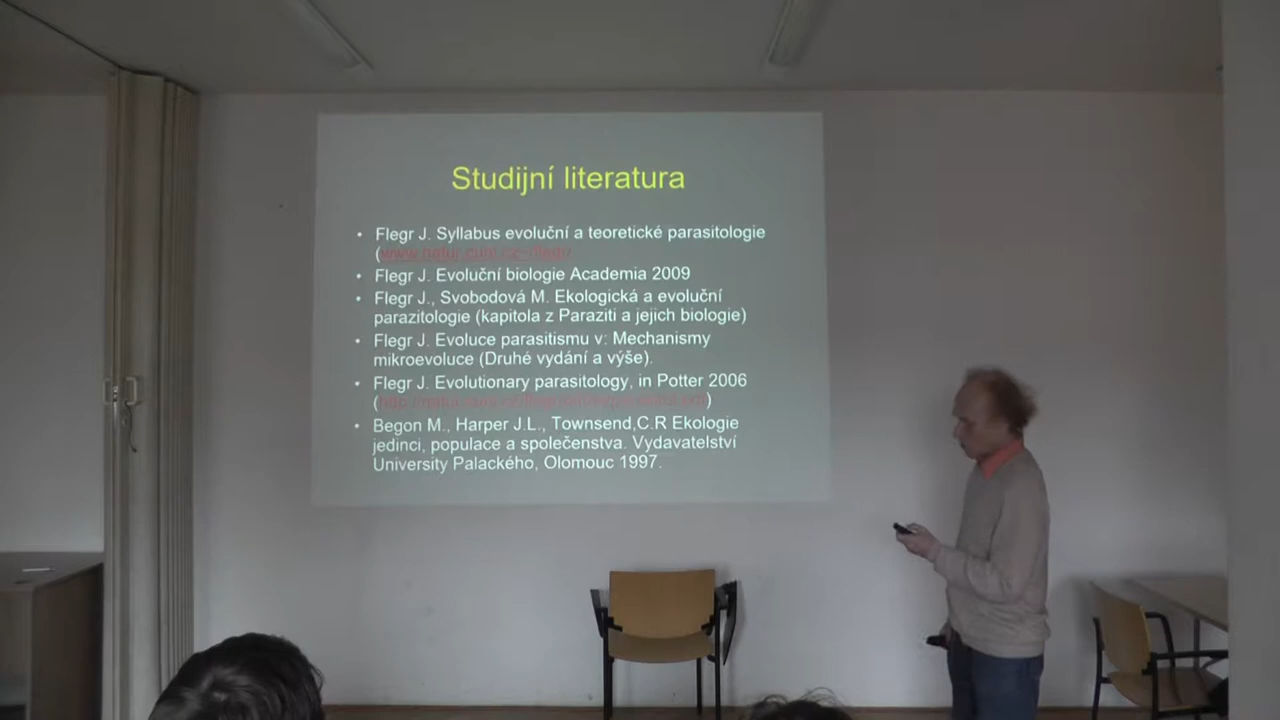 Studijní literatura
• Flegr J. Syllabus evoluční a teoretické parasitologie
(
• Flegr J. Evoluční biologie Academia 2009
• Flegr J., Svobodová M. Ekologická a evoluční
parazitologie (kapitola z Paraziti a jejich biologie)
• Flegr J. Evoluce parasitismu v: Mechanismy
mikroevoluce (Druhé vydání a výše).
• Flegr J. Evolutionary parasitology, in Potter 2006
( )
• Begon M., Harper J.L., Townsend,C.R Ekologie
jedinci, populace a společenstva. Vydavatelství
University Palackého, Olomouc 1997.